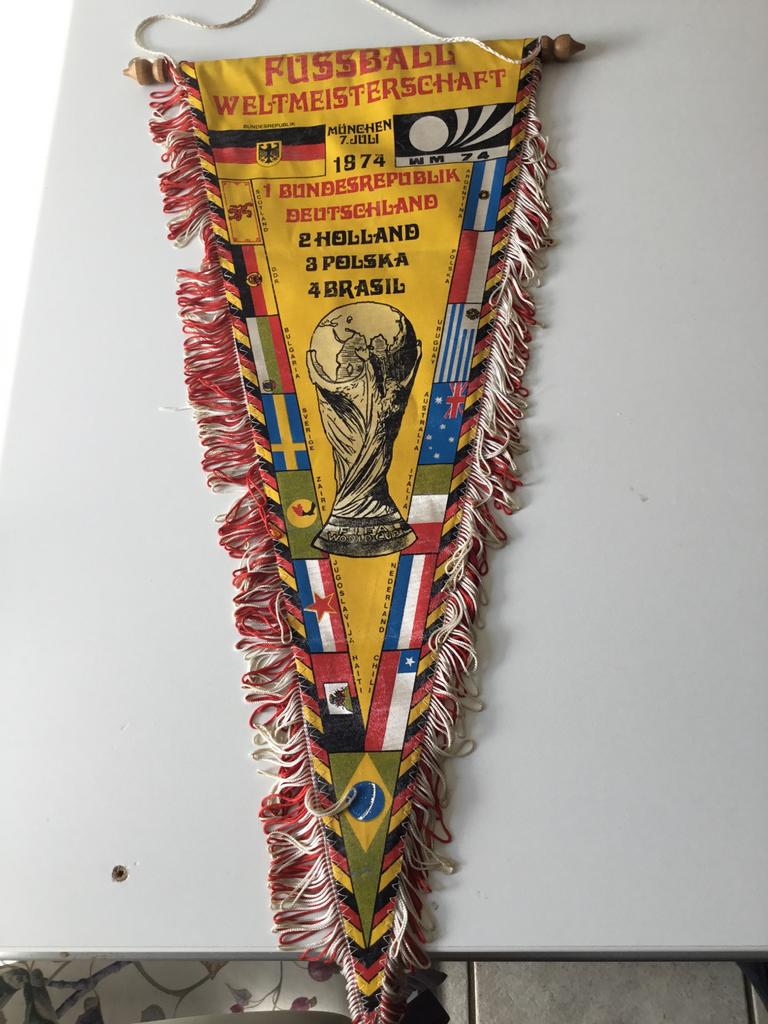 FUSSBALL
WELTMEISTERSCHAFT
BUNDESREPUBLIK
MÜNCHEN
7. JULI
1974
WM 74
1 BUNDESREPUBLIK
DEUTSCHLAND
2 HOLLAND
3 POLSKA
4 BRASIL
SCOTLAND
ARGENTINA
DDR
POLSKA
BULGARIA
URUGUAY
SVERIGE
AUSTRALIA
ZAIRE
ITALIA
FIFA
WORLD CUP
JUGOSLAVIJA
NEDERLAND
HAITI
CHILI